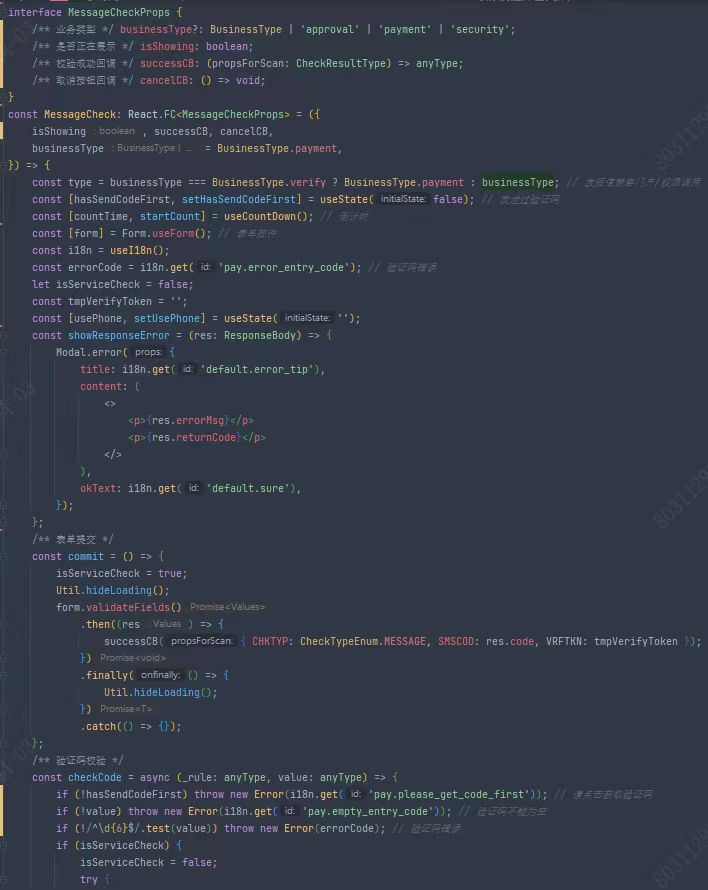 interface MessageCheckProps {
/** 业务类型 */ businessType?: BusinessType | 'approval' | 'payment' | 'security';
/** 是否正在展示 */ isShowing: boolean;
/** 校验成功回调 */ successCB: (propsForScan: CheckResultType) => anyType;
/** 取消按钮回调 */ cancelCB: () => void;
}
const MessageCheck: React.FC<MessageCheckProps> = ({
isShowing : boolean , successCB, cancelCB,
businessType : BusinessType | … = BusinessType.payment,
}) => {
const type = businessType === BusinessType.verify ? BusinessType.payment : businessType; //
const [hasSendCodeFirst, setHasSendCodeFirst] = useState( initialState: false); // 发送过验证码
const [countTime, startCount] = useCountDown(); // 倒计时
const [form] = Form.useForm(); // 表单控件
const i18n = useI18n();
const errorCode = i18n.get( id: 'pay.error_entry_code'); // 验证码错误
let isServiceCheck = false;
const tmpVerifyToken = '';
const [usePhone, setUsePhone] = useState( initialState: '');
const showResponseError = (res: ResponseBody) => {
Modal.error( props: {
title: i18n.get( id: 'default.error_tip'),
content: (
<>
<p>{res.errorMsg}</p>
<p>{res.returnCode}</p>
</>
),
okText: i18n.get( id: 'default.sure'),
});
};
/** 表单提交 */
const commit = () => {
isServiceCheck = true;
Util.hideLoading();
form.validateFields() Promise<Values>
.then((res : Values ) => {
successCB( propsForScan: { CHKTYP: CheckTypeEnum.MESSAGE, SMSCOD: res.code, VRFTKN: tmpVerifyToken });
}) Promise<void>
.finally( onfinally: () => {
Util.hideLoading();
}) Promise<T>
.catch(() => {});
};
/** 验证码校验 */
const checkCode = async (_rule: anyType, value: anyType) => {
if (!hasSendCodeFirst) throw new Error(i18n.get( id: 'pay.please_get_code_first')); // 请点击获取验证码
if (!value) throw new Error(i18n.get( id: 'pay.empty_entry_code')); // 验证码不能为空
if (!/^\d{6}$/.test(value)) throw new Error(errorCode); // 验证码错误
if (isServiceCheck) {
isServiceCheck = false;
try {